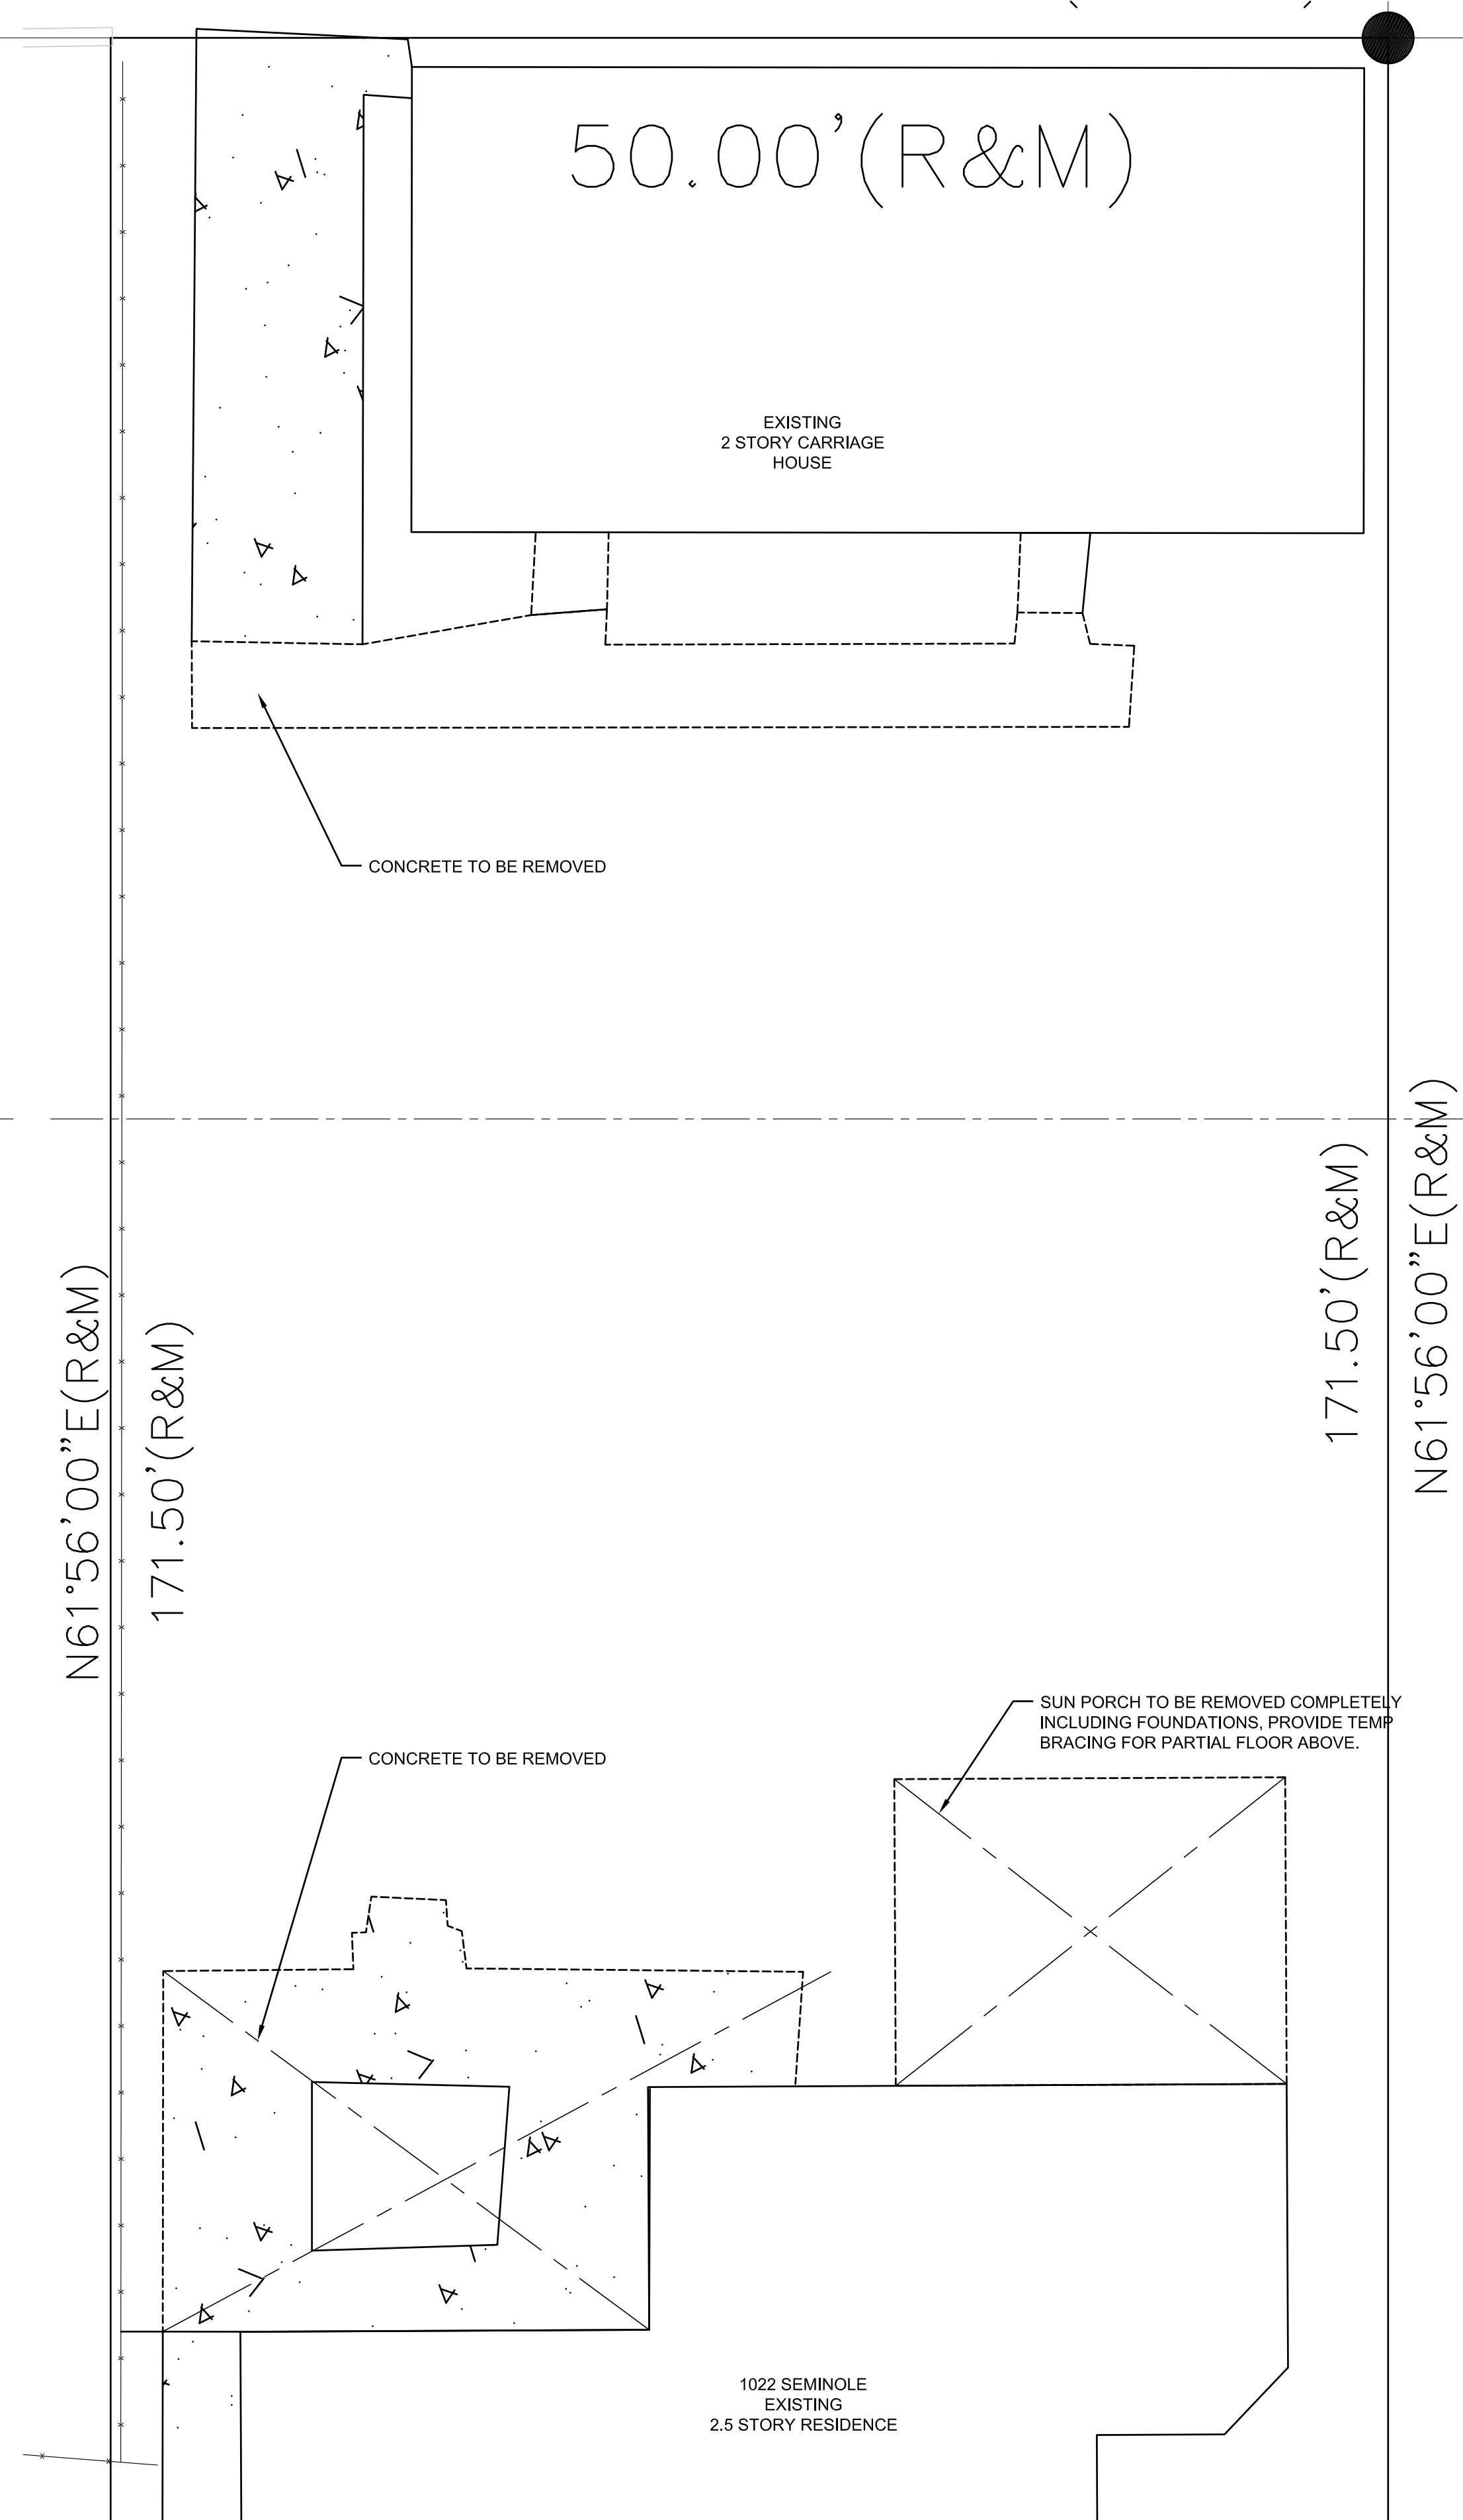 50.00'(R&M)
EXISTING
2 STORY CARRIAGE
HOUSE
CONCRETE TO BE REMOVED
N61°56'00"E(R&M)
171.50'(R&M)
171.50'(R&M)
N61°56'00"E(R&M)
SUN PORCH TO BE REMOVED COMPLETELY
INCLUDING FOUNDATIONS, PROVIDE TEMP
BRACING FOR PARTIAL FLOOR ABOVE.
CONCRETE TO BE REMOVED
1022 SEMINOLE
EXISTING
2.5 STORY RESIDENCE